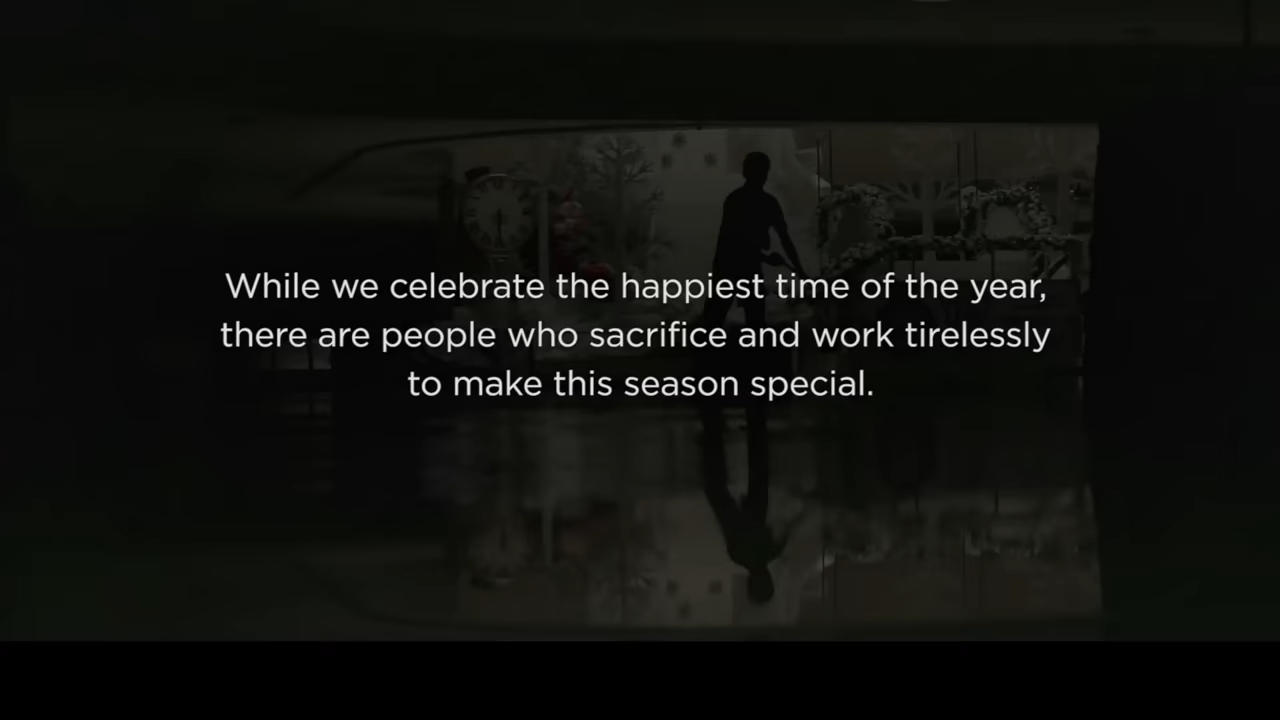 While we celebrate the happiest time of the year,
there are people who sacrifice and work tirelessly
to make this season special.